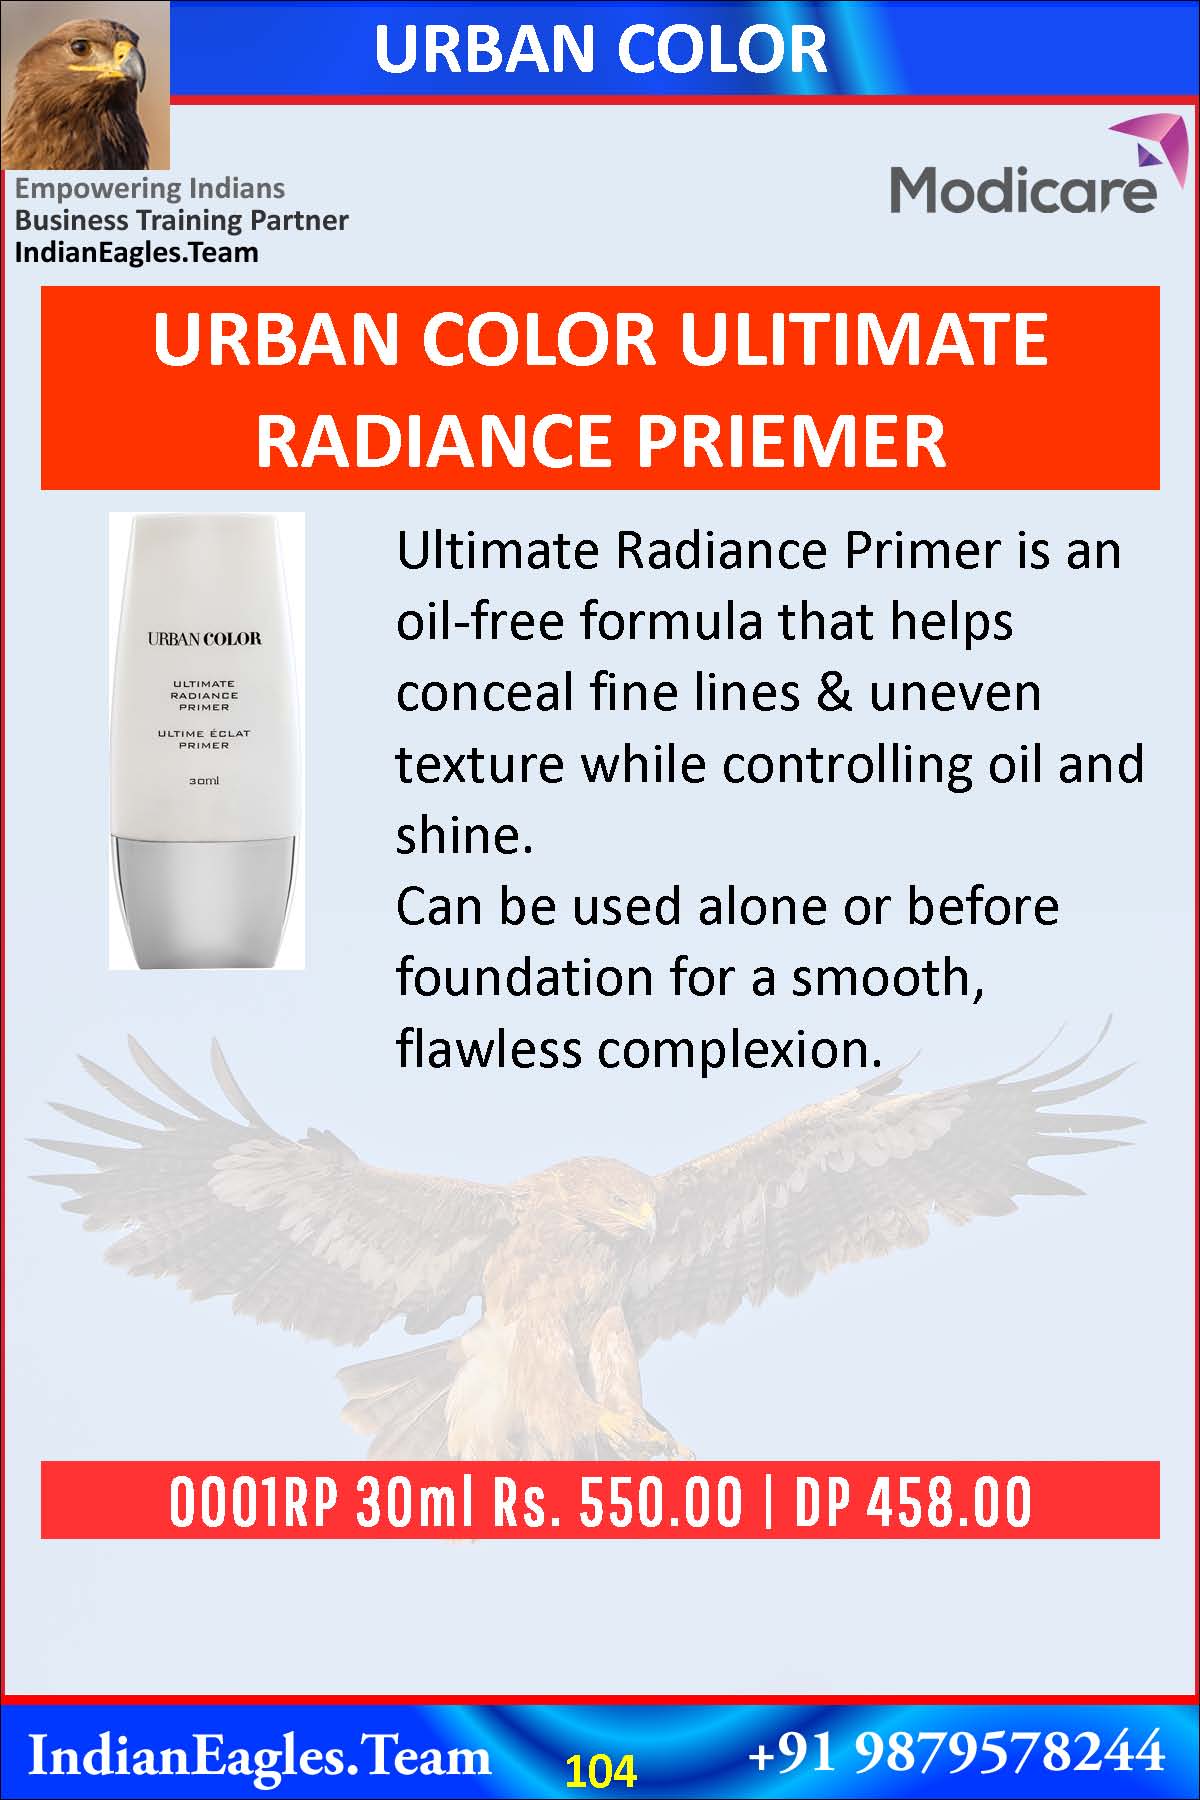 URBAN COLOR
Empowering Indians
Business Training Partner
IndianEagles.Team
Modicare
URBAN COLOR ULITIMATE
RADIANCE PRIEMER
URBAN COLOR
ULTIMATE
RADIANCE
PRIMER
ULTIME ÉCLAT
PRIMER
30ml
Ultimate Radiance Primer is an
oil-free formula that helps
conceal fine lines & uneven
texture while controlling oil and
shine.
Can be used alone or before
foundation for a smooth,
flawless complexion.
0001RP 30ml Rs. 550.00 | DP 458.00
IndianEagles.Team
104
+91 9879578244